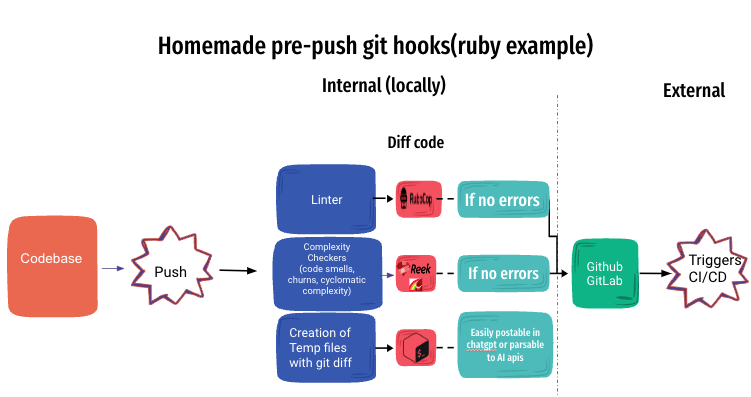 Homemade pre-push git hooks(ruby example)
Internal (locally)
External
Diff code
Linter
RuboCop
If no errors
Codebase
Push
Complexity
Checkers
(code smells,
churns, cyclomatic
complexity)
Reek
If no errors
Github
GitLab
Triggers
CI/CD
Creation of
Temp files
with git diff
$_
Easily postable in
chatgpt or parsable
to AI apis